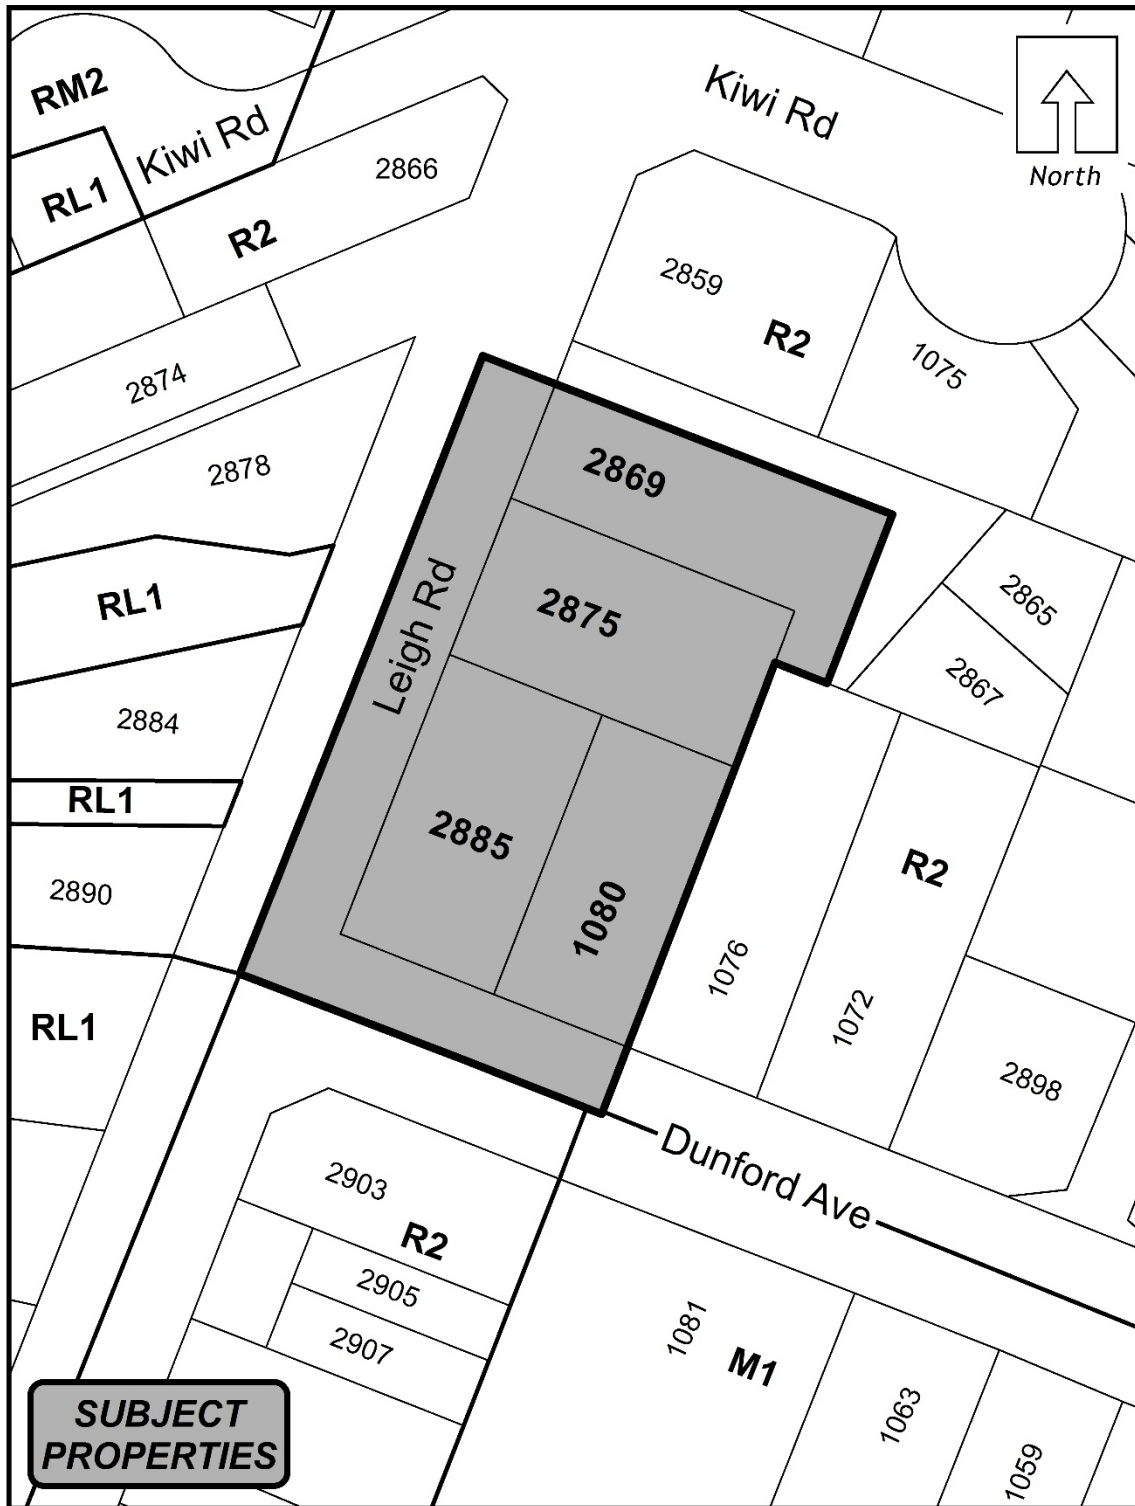 RM2
Kiwi Rd
Kiwi Rd
North
RL1
2866
R2
2859
R2
1075
2874
2878
2869
2865
RL1
2875
Leigh Rd
2867
2884
RL1
2885
R2
2890
1080
1076
1072
RL1
2898
Dunford Ave
2903
R2
2905
2907
1081
M1
1063
1059
SUBJECT
PROPERTIES